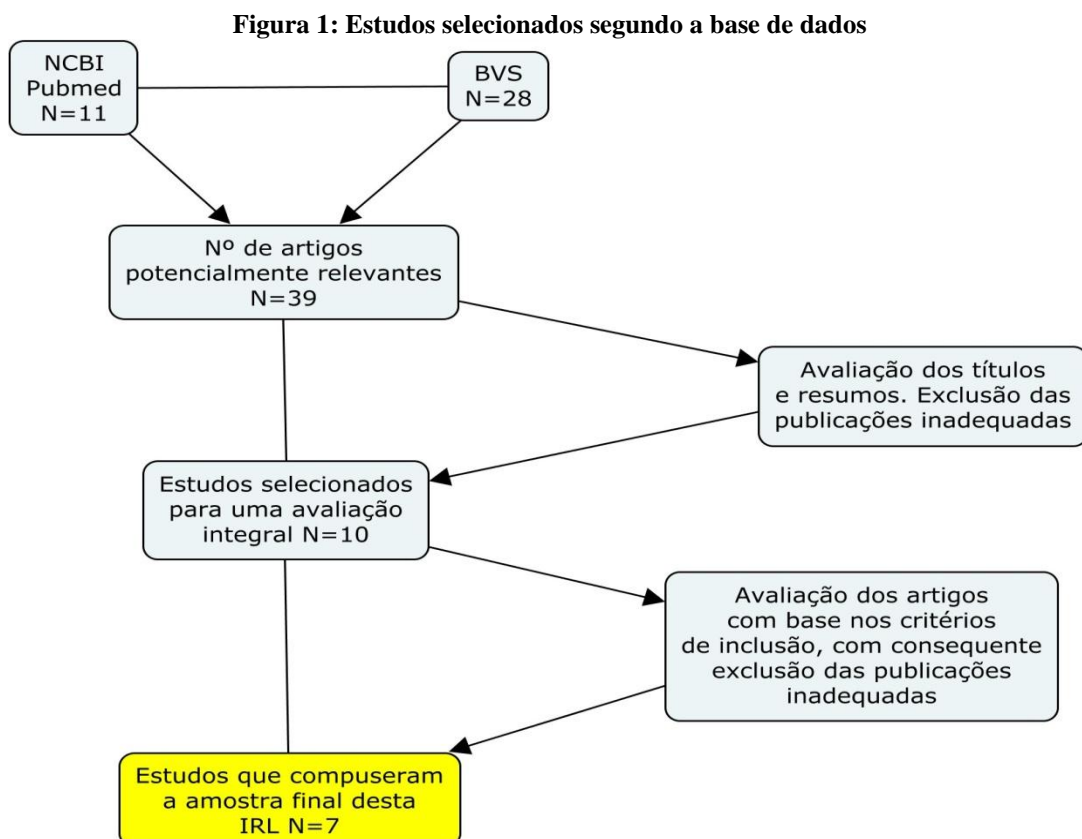 Figura 1: Estudos selecionados segundo a base de dados
NCBI
Pubmed
N=11
BVS
N=28
Nº de artigos
potencialmente relevantes
N=39
Avaliação dos títulos
e resumos. Exclusão das
publicações inadequadas
Estudos selecionados
para uma avaliação
integral N=10
Avaliação dos artigos
com base nos critérios
de inclusão, com consequente
exclusão das publicações
inadequadas
Estudos que compuseram
a amostra final desta
IRL N=7